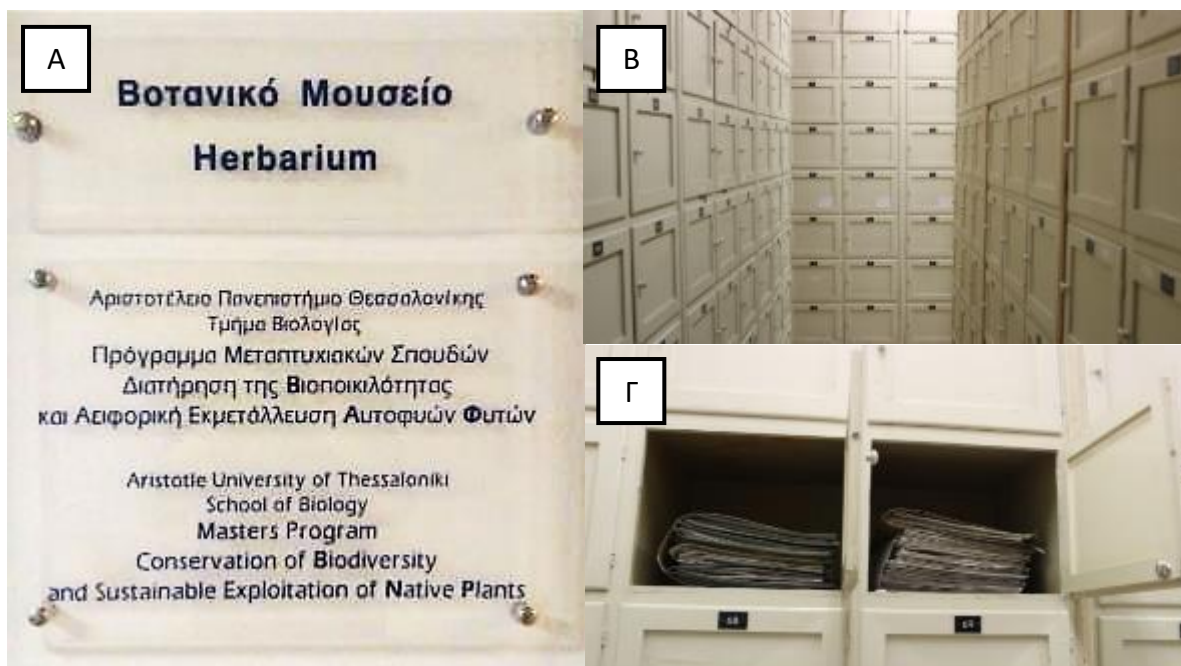 Α
Βοτανικό Μουσείο
Herbarium
Αριστοτέλειο Πανεπιστήμιο Θεσσαλονίκης
Τμήμα Βιολογίας
Πρόγραμμα Μεταπτυχιακών Σπουδών
Διατήρηση της Βιοποικιλότητας
και Αειφορική Εκμετάλλευση Αυτοφυών Φυτών
Aristotle University of Thessaloniki
School of Biology
Masters Program
Conservation of Biodiversity
and Sustainable Exploitation of Native Plants
Β
Γ